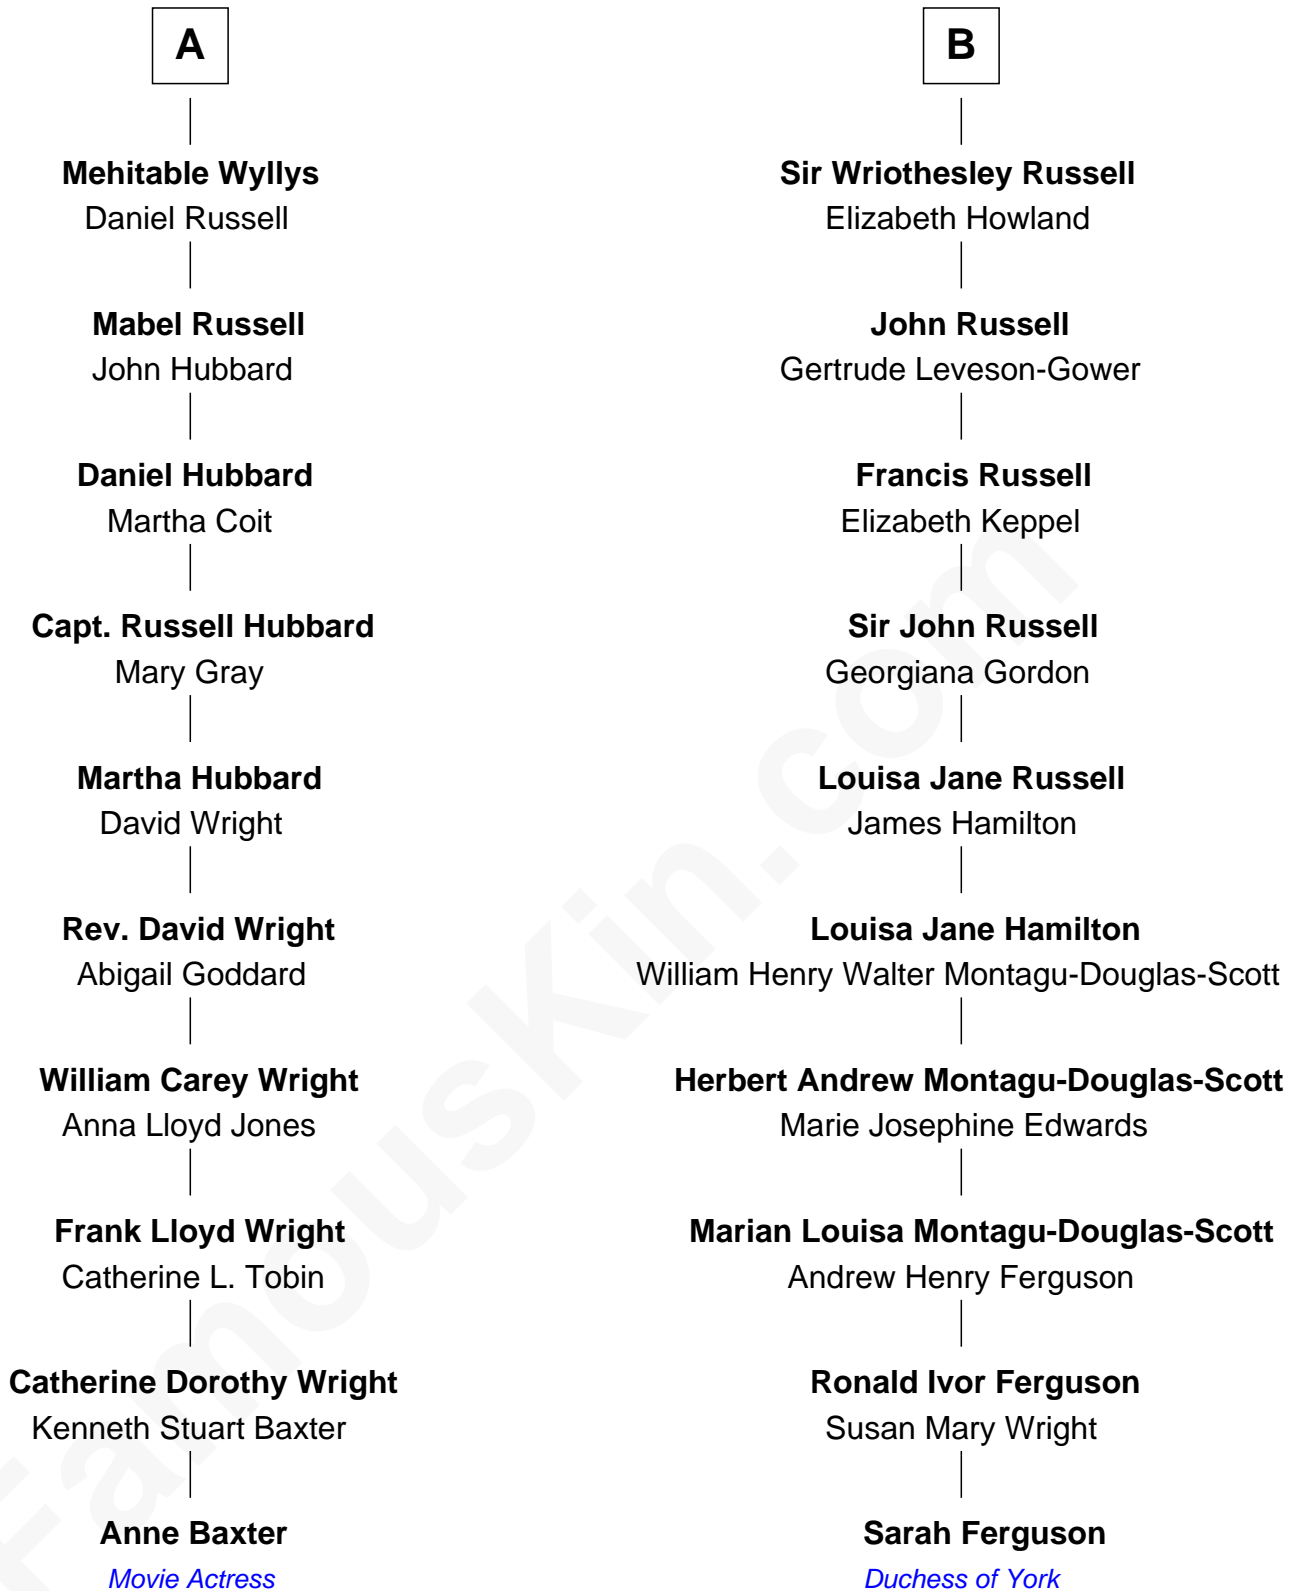 A
Mehitable Wyllys
Daniel Russell
Mabel Russell
John Hubbard
Daniel Hubbard
Martha Coit
Capt. Russell Hubbard
Mary Gray
Martha Hubbard
David Wright
Rev. David Wright
Abigail Goddard
William Carey Wright
Anna Lloyd Jones
Frank Lloyd Wright
Catherine L. Tobin
Catherine Dorothy Wright
Kenneth Stuart Baxter
Anne Baxter
Movie Actress
B
Sir Wriothesley Russell
Elizabeth Howland
John Russell
Gertrude Leveson-Gower
Francis Russell
Elizabeth Keppel
Sir John Russell
Georgiana Gordon
Louisa Jane Russell
James Hamilton
Louisa Jane Hamilton
William Henry Walter Montagu-Douglas-Scott
Herbert Andrew Montagu-Douglas-Scott
Marie Josephine Edwards
Marian Louisa Montagu-Douglas-Scott
Andrew Henry Ferguson
Ronald Ivor Ferguson
Susan Mary Wright
Sarah Ferguson
Duchess of York
FamousKin.com